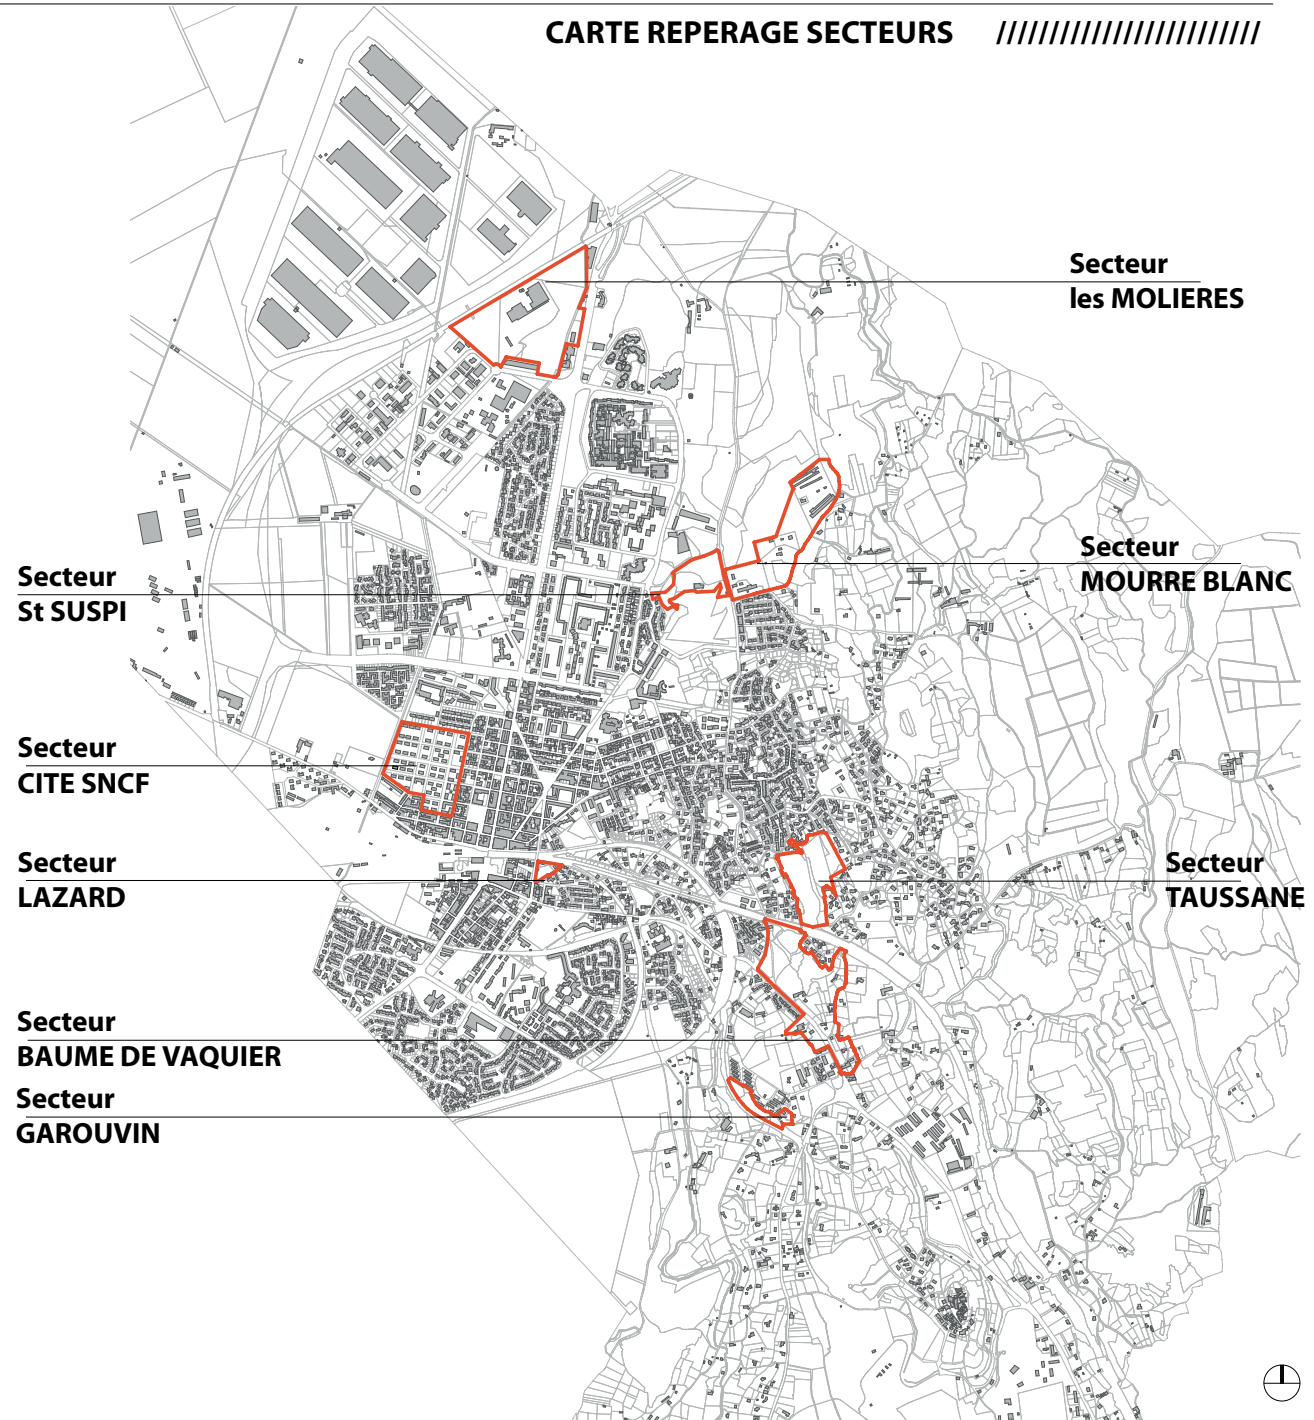 CARTE REPERAGE SECTEURS ///////////////////////////
Secteur
les MOLIERES
Secteur
MOURRE BLANC
Secteur
St SUSPI
Secteur
CITE SNCF
Secteur
LAZARD
Secteur
TAUSSANE
Secteur
BAUME DE VAQUIER
Secteur
GAROUVIN